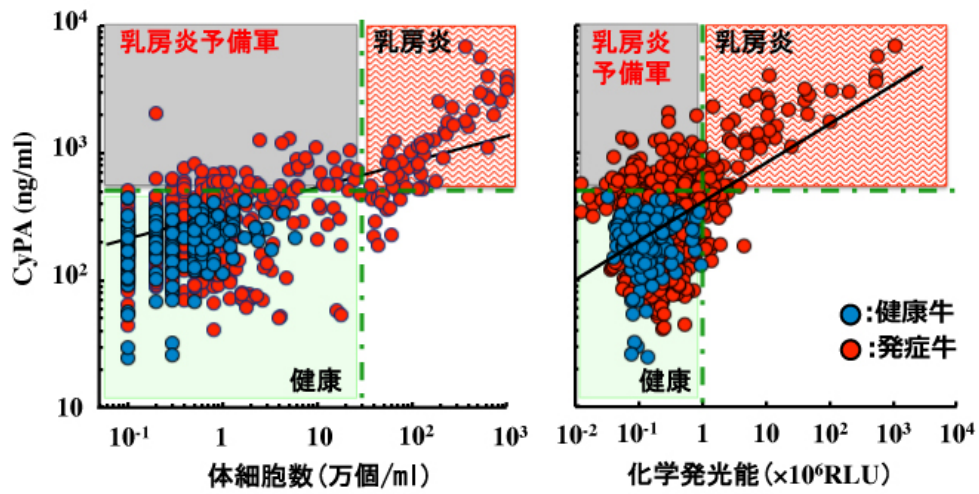 CyPA (ng/ml)
10⁴
10³
10²
10
乳房炎予備軍
乳房炎
健康
10⁻¹
1
10
10²
10³
体細胞数(万個/ml)
乳房炎
予備軍
乳房炎
健康
:健康牛
:発症牛
10⁻²
10⁻¹
1
10
10²
10³
10⁴
化学発光能(×10⁶RLU)